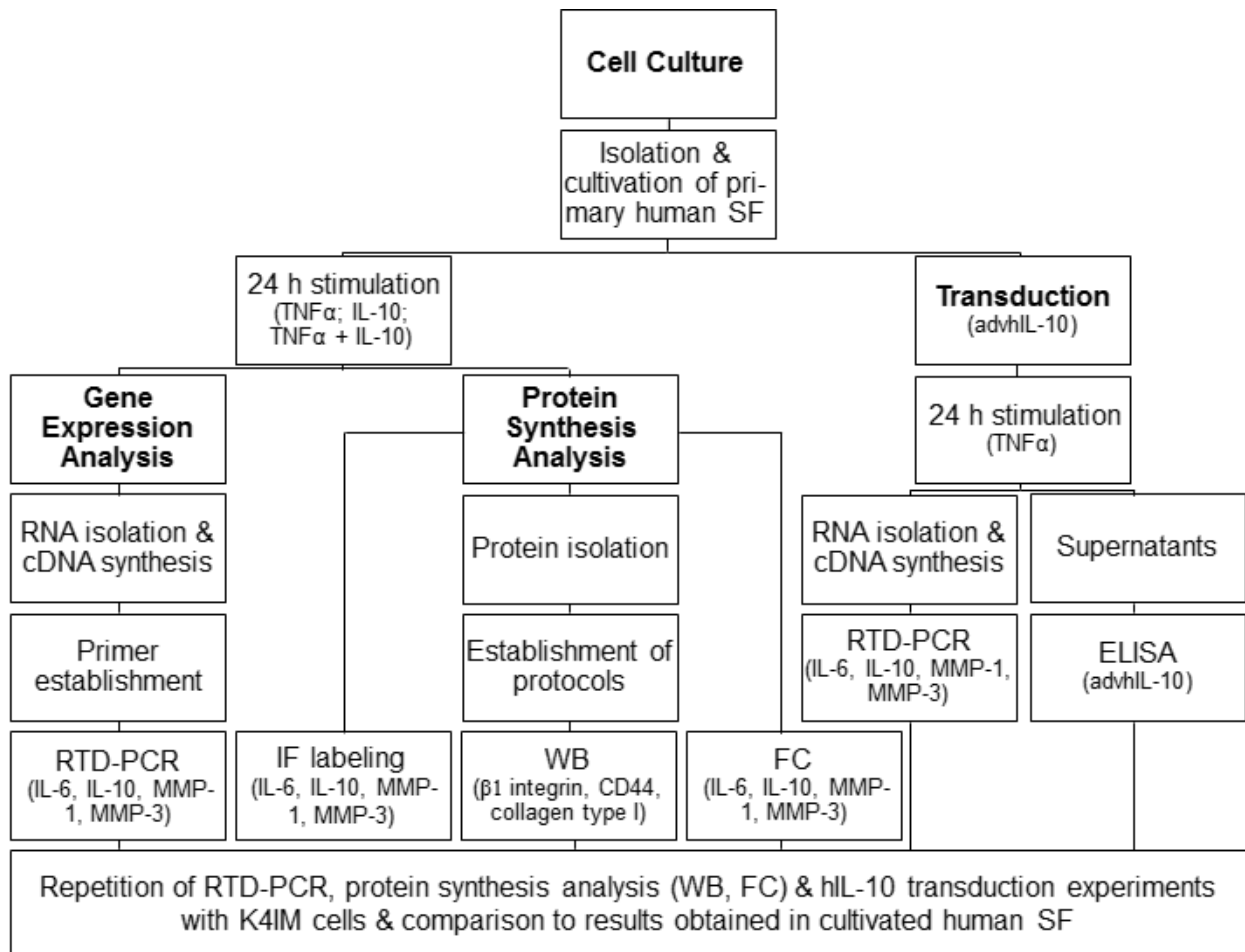 Cell Culture
Isolation &
cultivation of pri-
mary human SF
24 h stimulation
(TNFα; IL-10;
TNFα + IL-10)
Transduction
(advhIL-10)
Gene
Expression
Analysis
Protein
Synthesis
Analysis
24 h stimulation
(TNFα)
RNA isolation &
cDNA synthesis
Protein isolation
RNA isolation &
cDNA synthesis
Supernatants
Primer
establishment
Establishment of
protocols
RTD-PCR
(IL-6, IL-10, MMP-1,
MMP-3)
ELISA
(advhIL-10)
RTD-PCR
(IL-6, IL-10, MMP-
1, MMP-3)
IF labeling
(IL-6, IL-10, MMP-
1, MMP-3)
WB
(β1 integrin, CD44,
collagen type I)
FC
(IL-6, IL-10, MMP-
1, MMP-3)
Repetition of RTD-PCR, protein synthesis analysis (WB, FC) & hIL-10 transduction experiments
with K4IM cells & comparison to results obtained in cultivated human SF